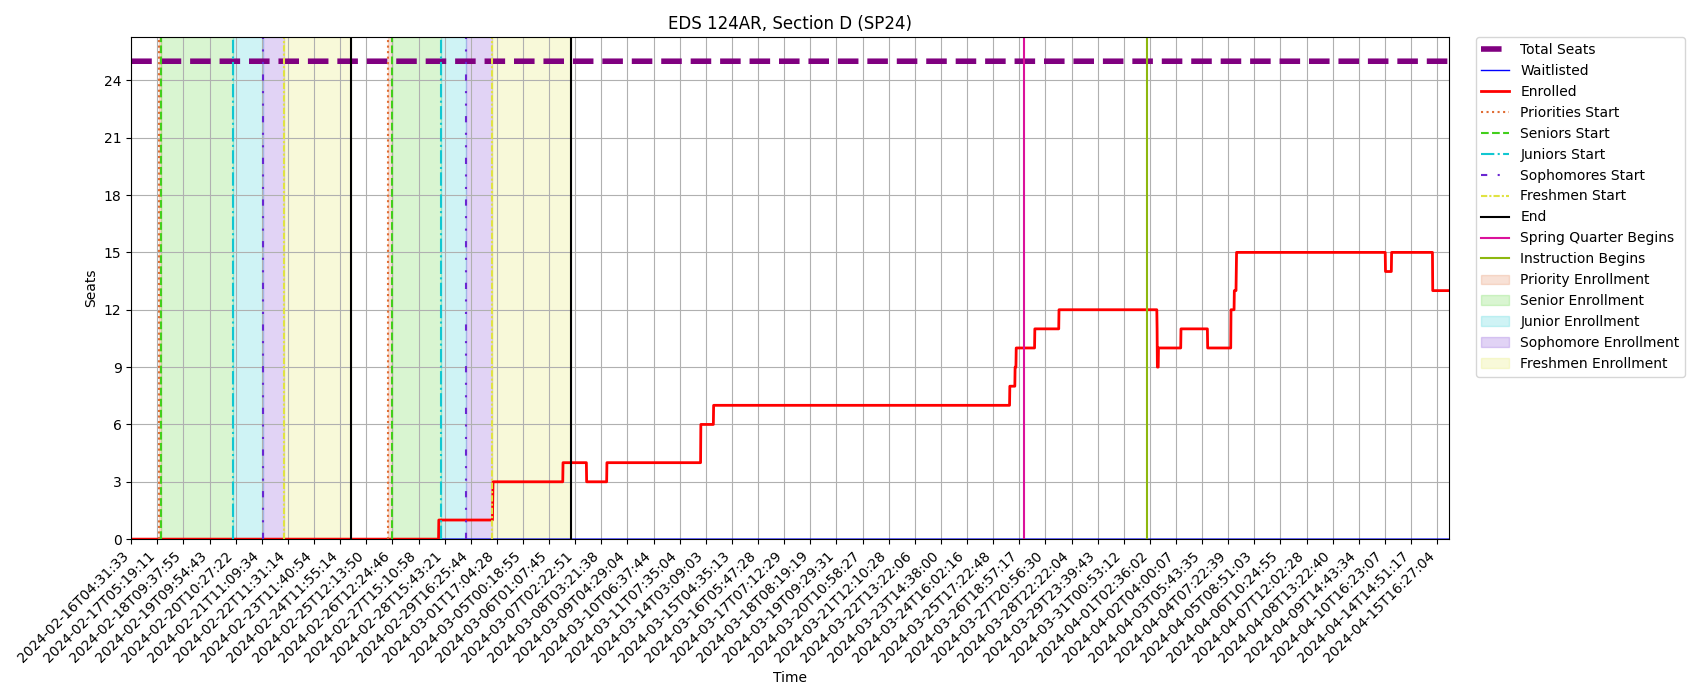 EDS 124AR, Section D (SP24)
Total Seats
Waitlisted
Enrolled
Priorities Start
Seniors Start
Juniors Start
Sophomores Start
Freshmen Start
End
Spring Quarter Begins
Instruction Begins
Priority Enrollment
Senior Enrollment
Junior Enrollment
Sophomore Enrollment
Freshmen Enrollment
Seats
24
21
18
15
12
9
6
3
0
2024-02-16T04:31:33
2024-02-17T05:19:11
2024-02-18T09:37:55
2024-02-19T09:54:43
2024-02-20T10:27:22
2024-02-21T11:09:34
2024-02-22T11:31:14
2024-02-23T11:40:54
2024-02-24T11:55:14
2024-02-25T12:13:50
2024-02-26T12:24:46
2024-02-27T15:10:58
2024-02-28T15:43:21
2024-02-29T16:25:44
2024-03-01T17:04:28
2024-03-05T00:18:55
2024-03-06T01:07:45
2024-03-07T02:22:51
2024-03-08T03:21:38
2024-03-09T04:29:04
2024-03-10T06:37:44
2024-03-11T07:35:04
2024-03-14T03:09:03
2024-03-15T04:35:13
2024-03-16T05:47:28
2024-03-17T07:12:29
2024-03-18T08:19:19
2024-03-19T09:29:31
2024-03-20T10:58:27
2024-03-21T12:10:28
2024-03-22T13:22:06
2024-03-23T14:38:00
2024-03-24T16:02:16
2024-03-25T17:22:48
2024-03-26T18:57:17
2024-03-27T20:56:30
2024-03-28T22:22:04
2024-03-29T23:39:43
2024-03-31T00:53:12
2024-04-01T02:36:02
2024-04-02T04:00:07
2024-04-03T05:43:35
2024-04-04T07:22:39
2024-04-05T08:51:03
2024-04-06T10:24:55
2024-04-07T12:02:28
2024-04-08T13:22:40
2024-04-09T14:43:34
2024-04-10T16:23:07
2024-04-14T14:51:17
2024-04-15T16:27:04
Time